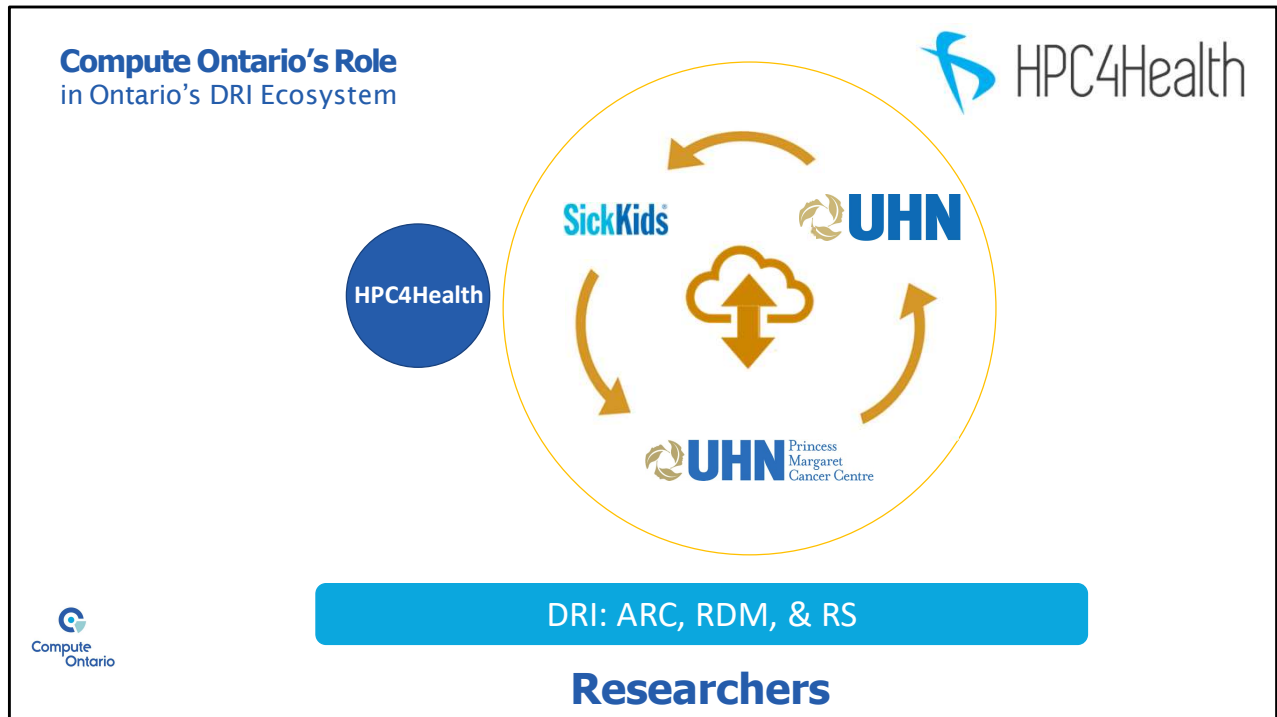 Compute Ontario's Role
in Ontario's DRI Ecosystem
HPC4Health
SickKids
UHN
HPC4Health
UHN Princess
Margaret
Cancer Centre
DRI: ARC, RDM, & RS
Compute
Ontario
Researchers